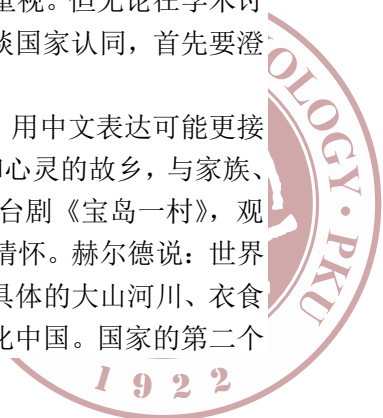 重视。但无论在学术讨
谈国家认同，首先要澄
用中文表达可能更接
心灵的故乡，与家族、
台剧《宝岛一村》，观
情怀。赫尔德说：世界
具体的大山河川、衣食
化中国。国家的第二个
OLOGY · PKU
1922